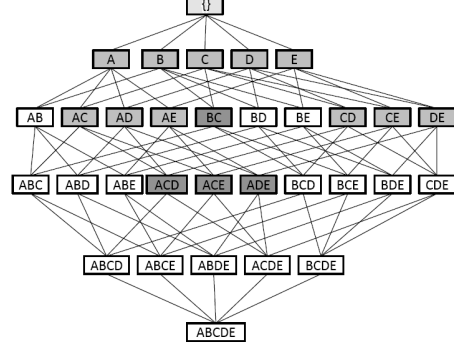 {}
A B C D E
AB AC AD AE BC BD BE CD CE DE
ABC ABD ABE ACD ACE ADE BCD BCE BDE CDE
ABCD ABCE ABDE ACDE BCDE
ABCDE